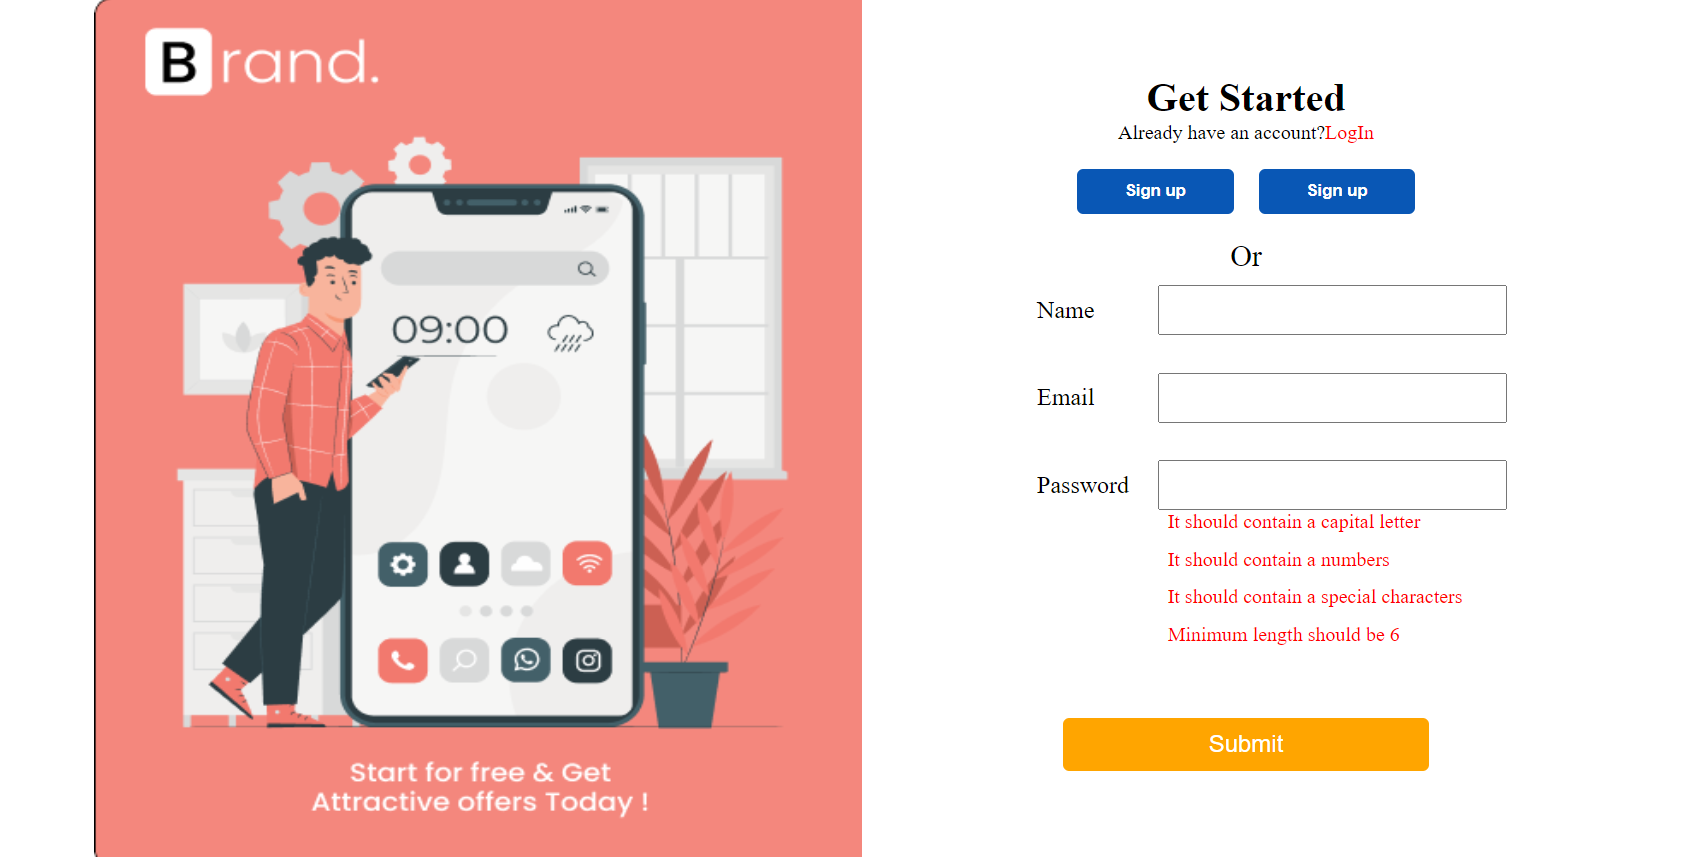 Brand.
09:00
Start for free & Get
Attractive offers Today !
Get Started
Already have an account?LogIn
Sign up
Sign up
Or
Name
Email
Password
It should contain a capital letter
It should contain a numbers
It should contain a special characters
Minimum length should be 6
Submit